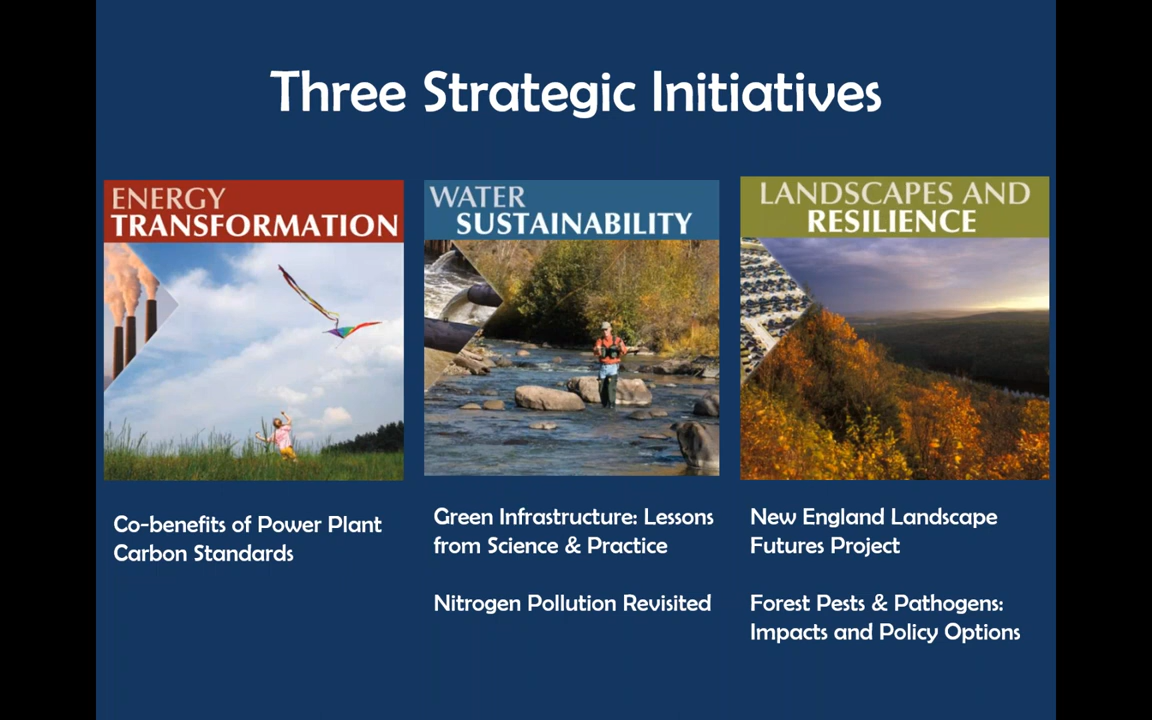 Three Strategic Initiatives
ENERGY
TRANSFORMATION
Co-benefits of Power Plant
Carbon Standards
WATER
SUSTAINABILITY
Green Infrastructure: Lessons
from Science & Practice
Nitrogen Pollution Revisited
LANDSCAPES AND
RESILIENCE
New England Landscape
Futures Project
Forest Pests & Pathogens:
Impacts and Policy Options